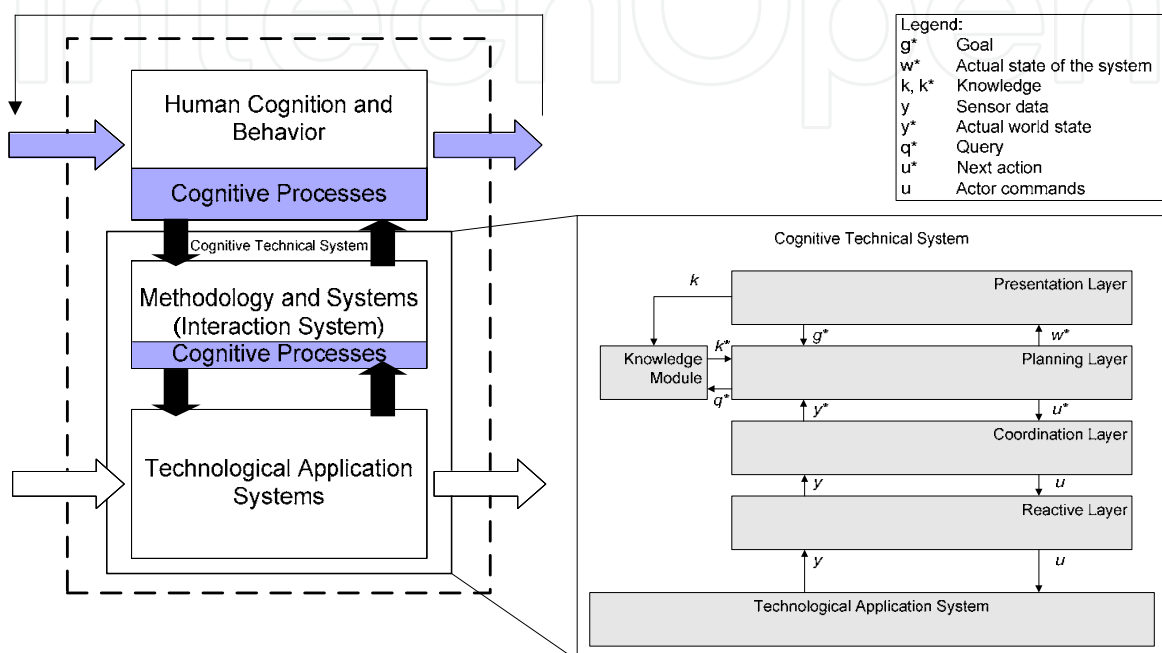 IntechOpen
Human Cognition and
Behavior
Cognitive Processes
Cognitive Technical System
Methodology and Systems
(Interaction System)
Cognitive Processes
Technological Application
Systems
Legend:
g* Goal
w* Actual state of the system
k, k* Knowledge
y Sensor data
y* Actual world state
q* Query
u* Next action
u Actor commands
Cognitive Technical System
Presentation Layer
k
g*
w*
Knowledge
Module
k*
q*
Planning Layer
y*
u*
Coordination Layer
y
u
Reactive Layer
y
u
Technological Application System